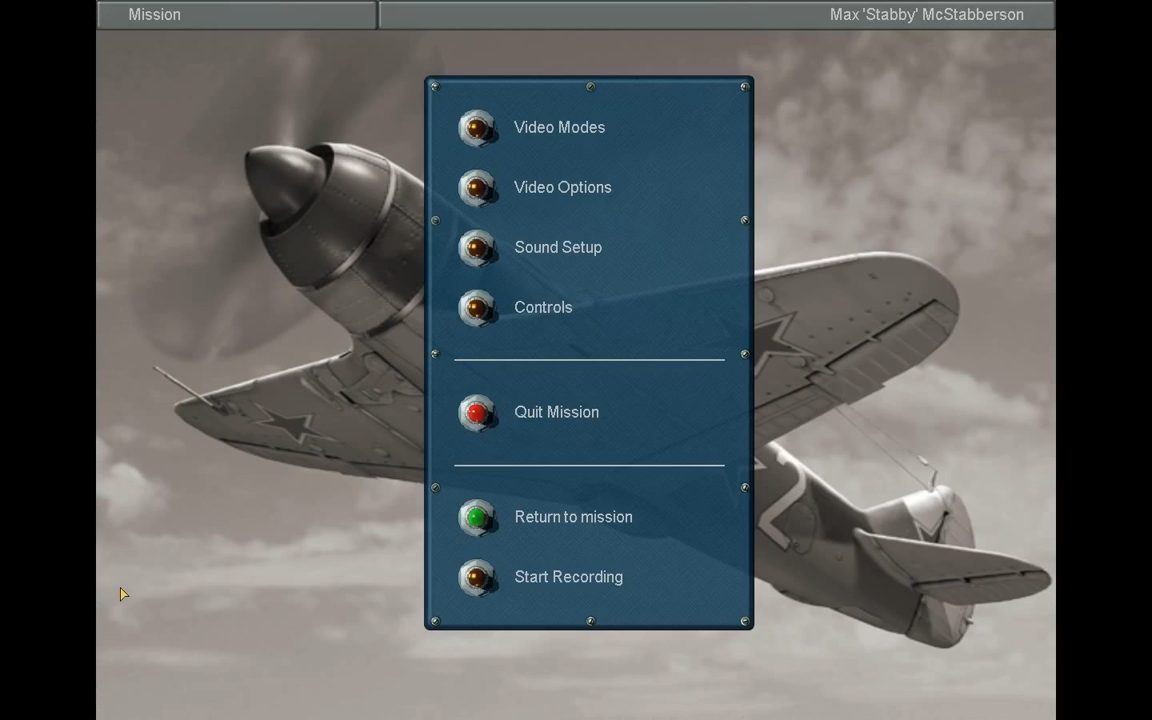 Mission
Max 'Stabby' McStabberson
Video Modes
Video Options
Sound Setup
Controls
Quit Mission
Return to mission
Start Recording